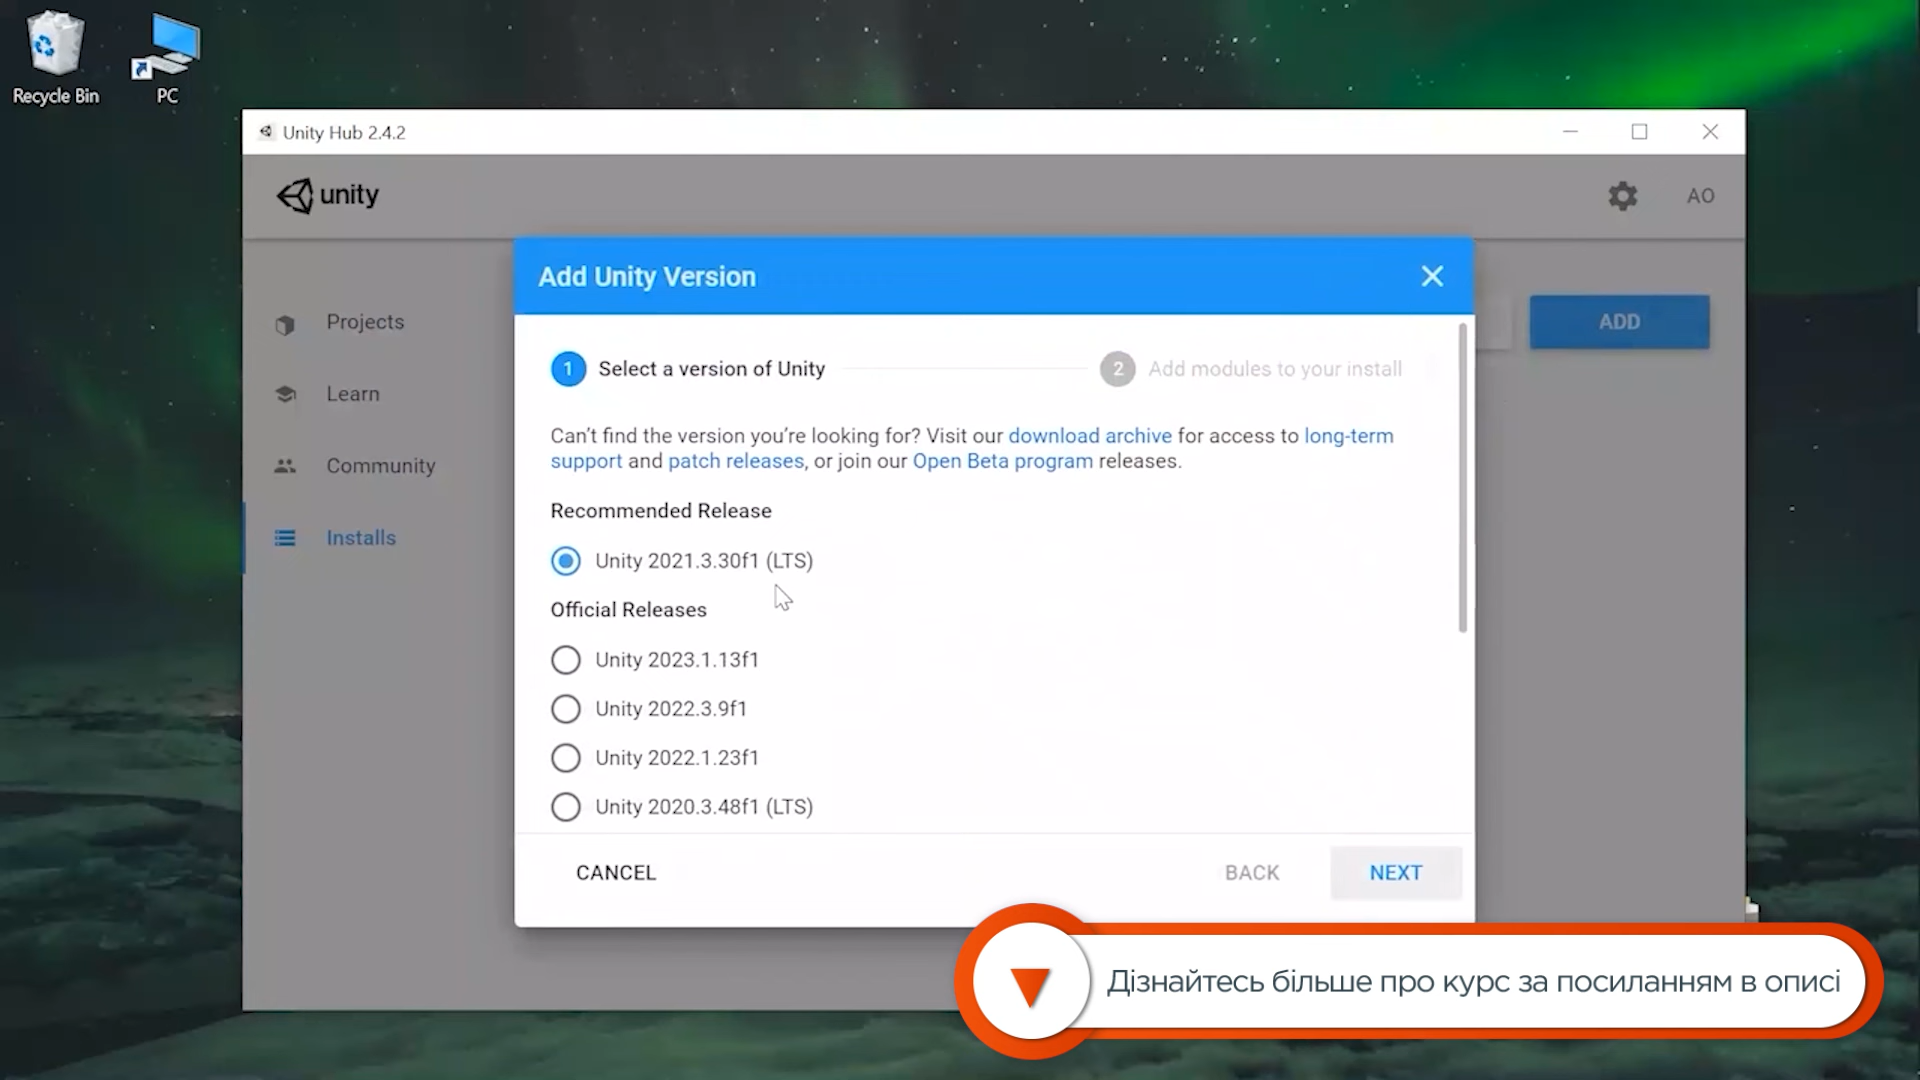 Recycle Bin
PC
Unity Hub 2.4.2
unity
AO
Add Unity Version
Projects
ADD
1 Select a version of Unity
2 Add modules to your install
Learn
Can't find the version you're looking for? Visit our download archive for access to long-term
support and patch releases, or join our Open Beta program releases.
Community
Recommended Release
Installs
Unity 2021.3.30f1 (LTS)
Official Releases
Unity 2023.1.13f1
Unity 2022.3.9f1
Unity 2022.1.23f1
Unity 2020.3.48f1 (LTS)
CANCEL
BACK
NEXT
Дізнайтесь більше про курс за посиланням в описі